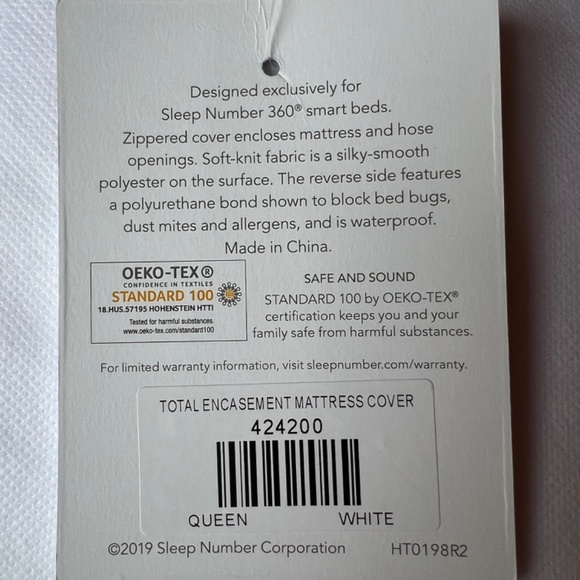 Designed exclusively for
Sleep Number 360® smart beds.
Zippered cover encloses mattress and hose
openings. Soft-knit fabric is a silky-smooth
polyester on the surface. The reverse side features
a polyurethane bond shown to block bed bugs,
dust mites and allergens, and is waterproof.
Made in China.
OEKO-TEX®
CONFIDENCE IN TEXTILES
STANDARD 100
18.HUS.57195 HOHENSTEIN HTTI
Tested for harmful substances.
www.oeko-tex.com/standard100
SAFE AND SOUND
STANDARD 100 by OEKO-TEX®
certification keeps you and your
family safe from harmful substances.
For limited warranty information, visit sleepnumber.com/warranty.
TOTAL ENCASEMENT MATTRESS COVER
424200
QUEEN WHITE
©2019 Sleep Number Corporation HT0198R2